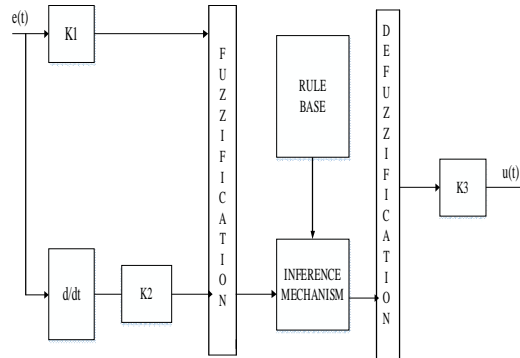 e(t)
K1
FUZZIFICATION
RULE
BASE
DEFUZZIFICATION
K3
u(t)
d/dt
K2
INFERENCE
MECHANISM